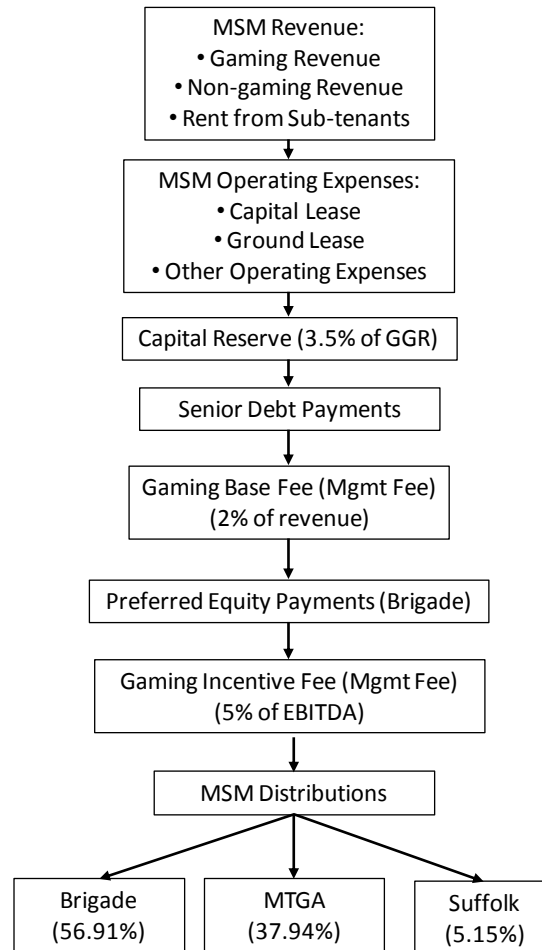 MSM Revenue:
• Gaming Revenue
• Non-gaming Revenue
• Rent from Sub-tenants
MSM Operating Expenses:
• Capital Lease
• Ground Lease
• Other Operating Expenses
Capital Reserve (3.5% of GGR)
Senior Debt Payments
Gaming Base Fee (Mgmt Fee)
(2% of revenue)
Preferred Equity Payments (Brigade)
Gaming Incentive Fee (Mgmt Fee)
(5% of EBITDA)
MSM Distributions
Brigade
(56.91%)
MTGA
(37.94%)
Suffolk
(5.15%)